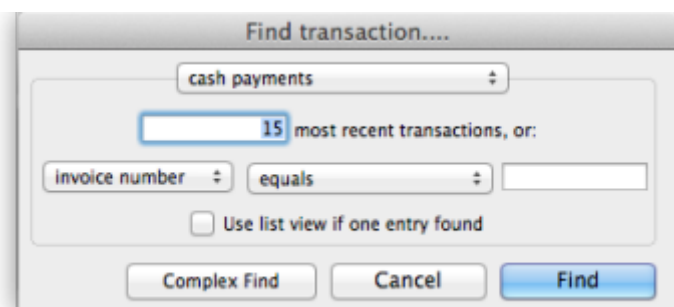 Find transaction....
cash payments
15 most recent transactions, or:
invoice number equals
Use list view if one entry found
Complex Find Cancel Find